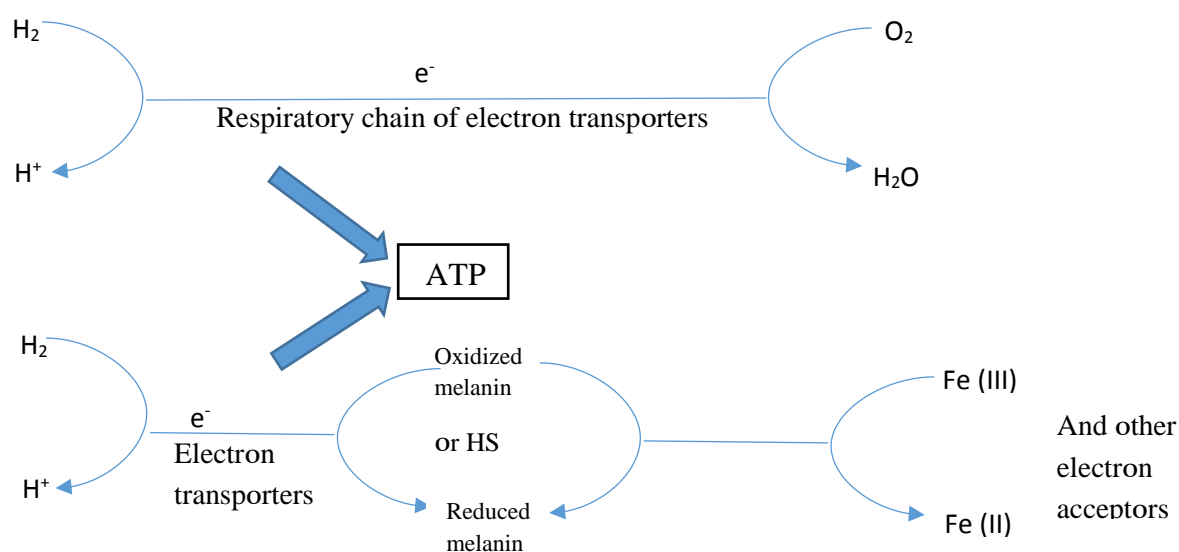 H₂
O₂
e⁻
Respiratory chain of electron transporters
H⁺
H₂O
ATP
H₂
Oxidized
melanin
Fe (III)
e⁻
And other
electron
acceptors
Electron
transporters
or HS
H⁺
Reduced
melanin
Fe (II)